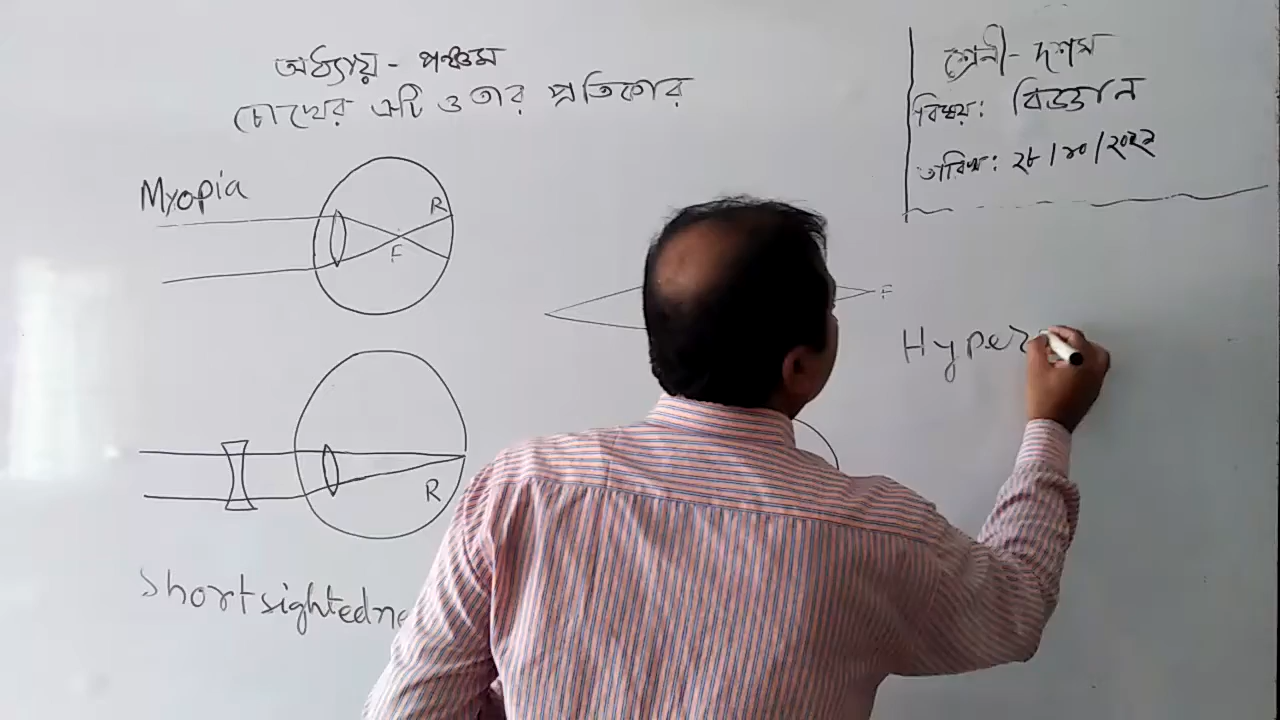 অধ্যায় - পঞ্চম
চোখের ত্রুটি ও তার প্রতিকার
শ্রেনী - দশম
বিষয়: বিজ্ঞান
তারিখ: ২৮/১০/২০২২
Myopia
R
F
F
Hyper
R
Shortsightedne